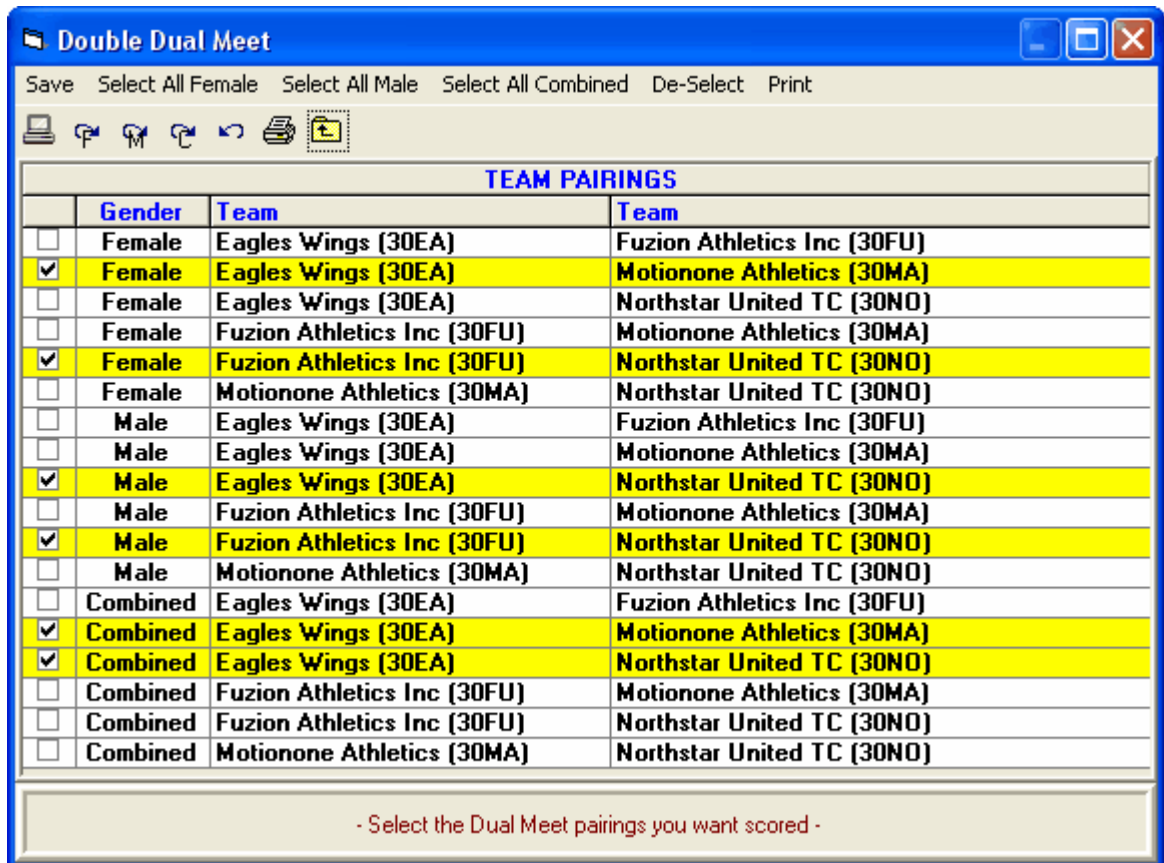 Double Dual Meet
Save Select All Female Select All Male Select All Combined De-Select Print
F M C
TEAM PAIRINGS
Gender Team Team
Female Eagles Wings (30EA) Fuzion Athletics Inc (30FU)
Female Eagles Wings (30EA) Motionone Athletics (30MA)
Female Eagles Wings (30EA) Northstar United TC (30NO)
Female Fuzion Athletics Inc (30FU) Motionone Athletics (30MA)
Female Fuzion Athletics Inc (30FU) Northstar United TC (30NO)
Female Motionone Athletics (30MA) Northstar United TC (30NO)
Male Eagles Wings (30EA) Fuzion Athletics Inc (30FU)
Male Eagles Wings (30EA) Motionone Athletics (30MA)
Male Eagles Wings (30EA) Northstar United TC (30NO)
Male Fuzion Athletics Inc (30FU) Motionone Athletics (30MA)
Male Fuzion Athletics Inc (30FU) Northstar United TC (30NO)
Male Motionone Athletics (30MA) Northstar United TC (30NO)
Combined Eagles Wings (30EA) Fuzion Athletics Inc (30FU)
Combined Eagles Wings (30EA) Motionone Athletics (30MA)
Combined Eagles Wings (30EA) Northstar United TC (30NO)
Combined Fuzion Athletics Inc (30FU) Motionone Athletics (30MA)
Combined Fuzion Athletics Inc (30FU) Northstar United TC (30NO)
Combined Motionone Athletics (30MA) Northstar United TC (30NO)
- Select the Dual Meet pairings you want scored -